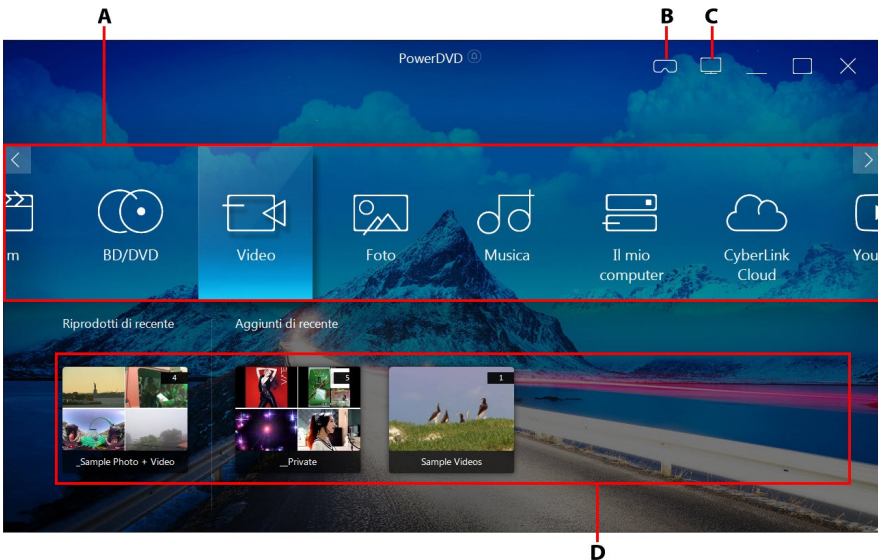 A
B
C
PowerDVD
m
BD/DVD
Video
Foto
Musica
Il mio
computer
CyberLink
Cloud
You
Riprodotti di recente
Aggiunti di recente
4
5
1
_Sample Photo + Video
__Private
Sample Videos
D